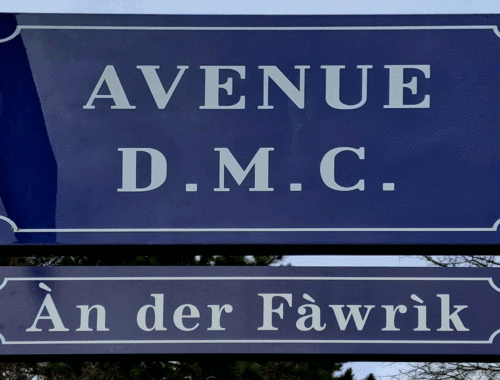 AVENUE
D.M.C.
Àn der Fàwrìk